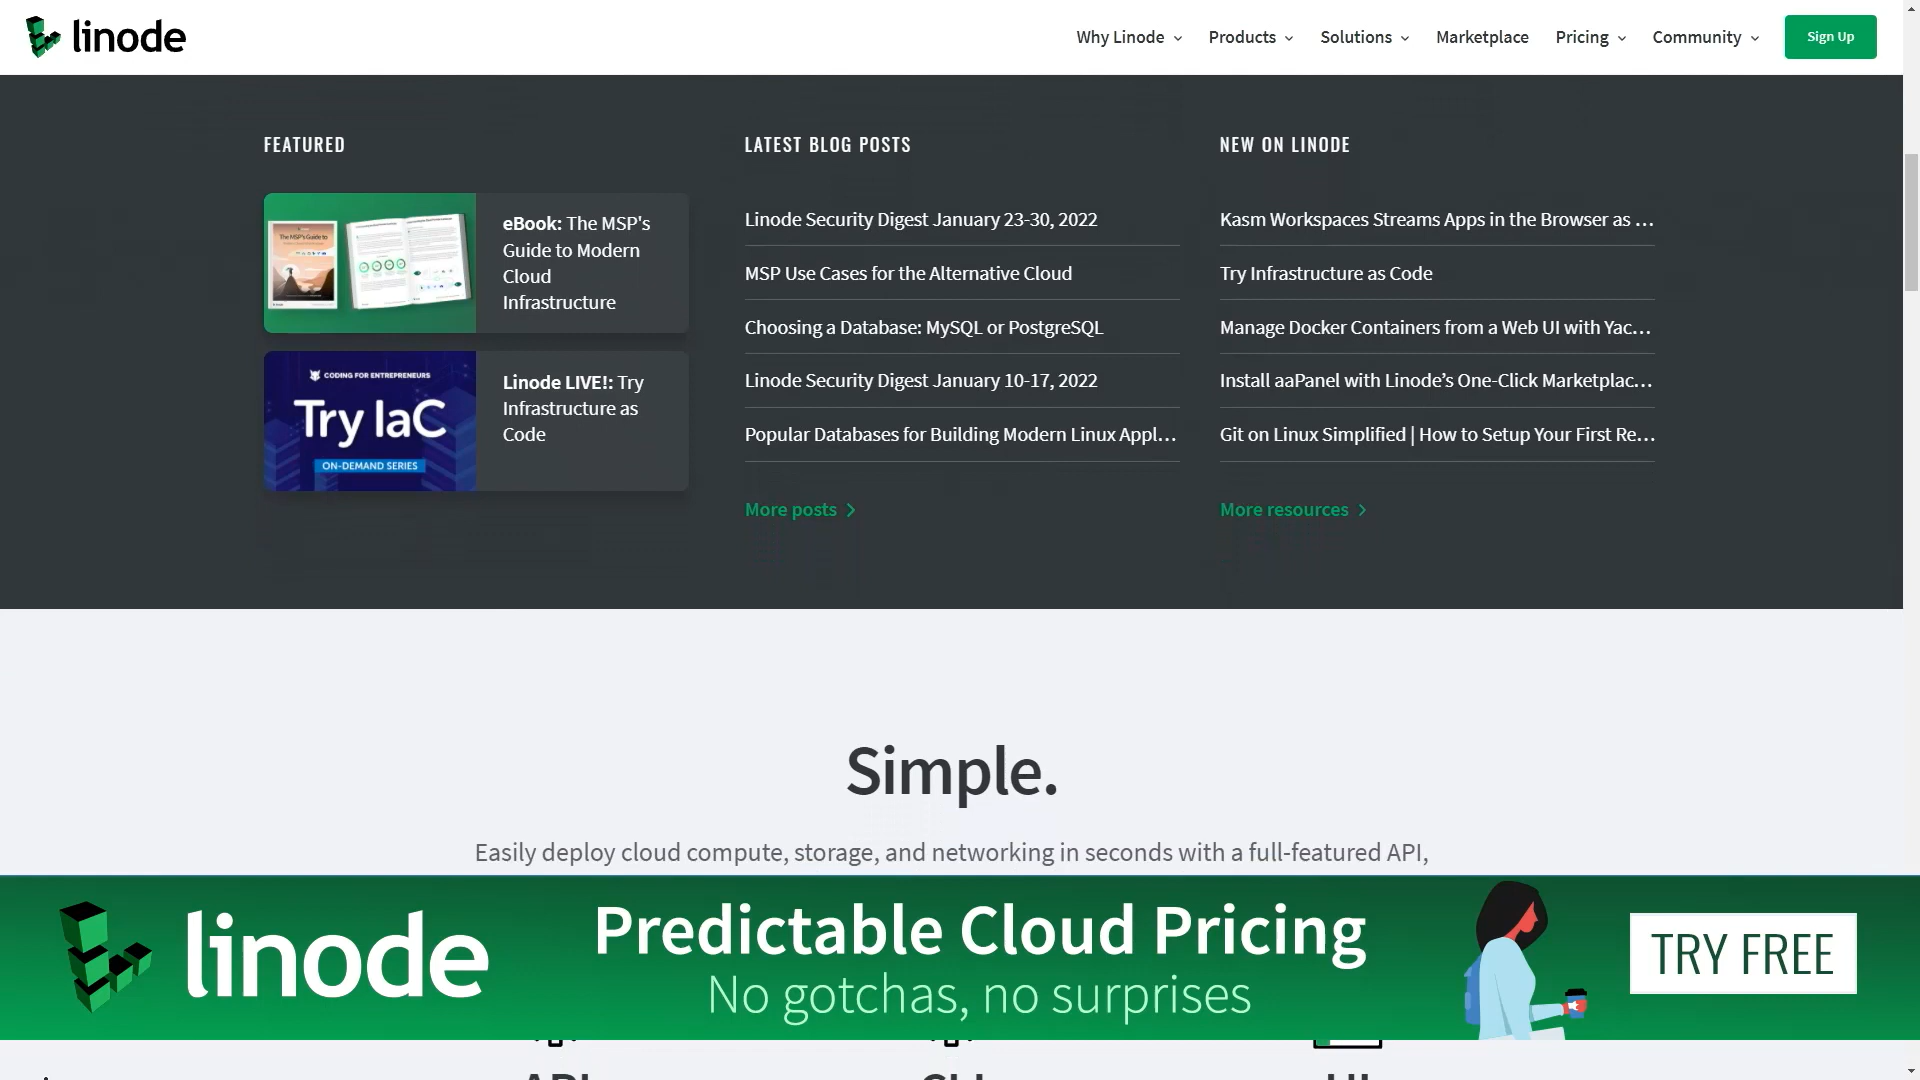 linode
Why Linode
Products
Solutions
Marketplace
Pricing
Community
Sign Up
FEATURED
eBook: The MSP's
Guide to Modern
Cloud
Infrastructure
The MSP's Guide to
CODING FOR ENTREPRENEURS
Try IaC
ON-DEMAND SERIES
Linode LIVE!: Try
Infrastructure as
Code
LATEST BLOG POSTS
Linode Security Digest January 23-30, 2022
MSP Use Cases for the Alternative Cloud
Choosing a Database: MySQL or PostgreSQL
Linode Security Digest January 10-17, 2022
Popular Databases for Building Modern Linux Appl…
More posts
NEW ON LINODE
Kasm Workspaces Streams Apps in the Browser as …
Try Infrastructure as Code
Manage Docker Containers from a Web UI with Yac…
Install aaPanel with Linode’s One-Click Marketplac…
Git on Linux Simplified | How to Setup Your First Re…
More resources
Simple.
Easily deploy cloud compute, storage, and networking in seconds with a full-featured API,
linode
Predictable Cloud Pricing
No gotchas, no surprises
TRY FREE